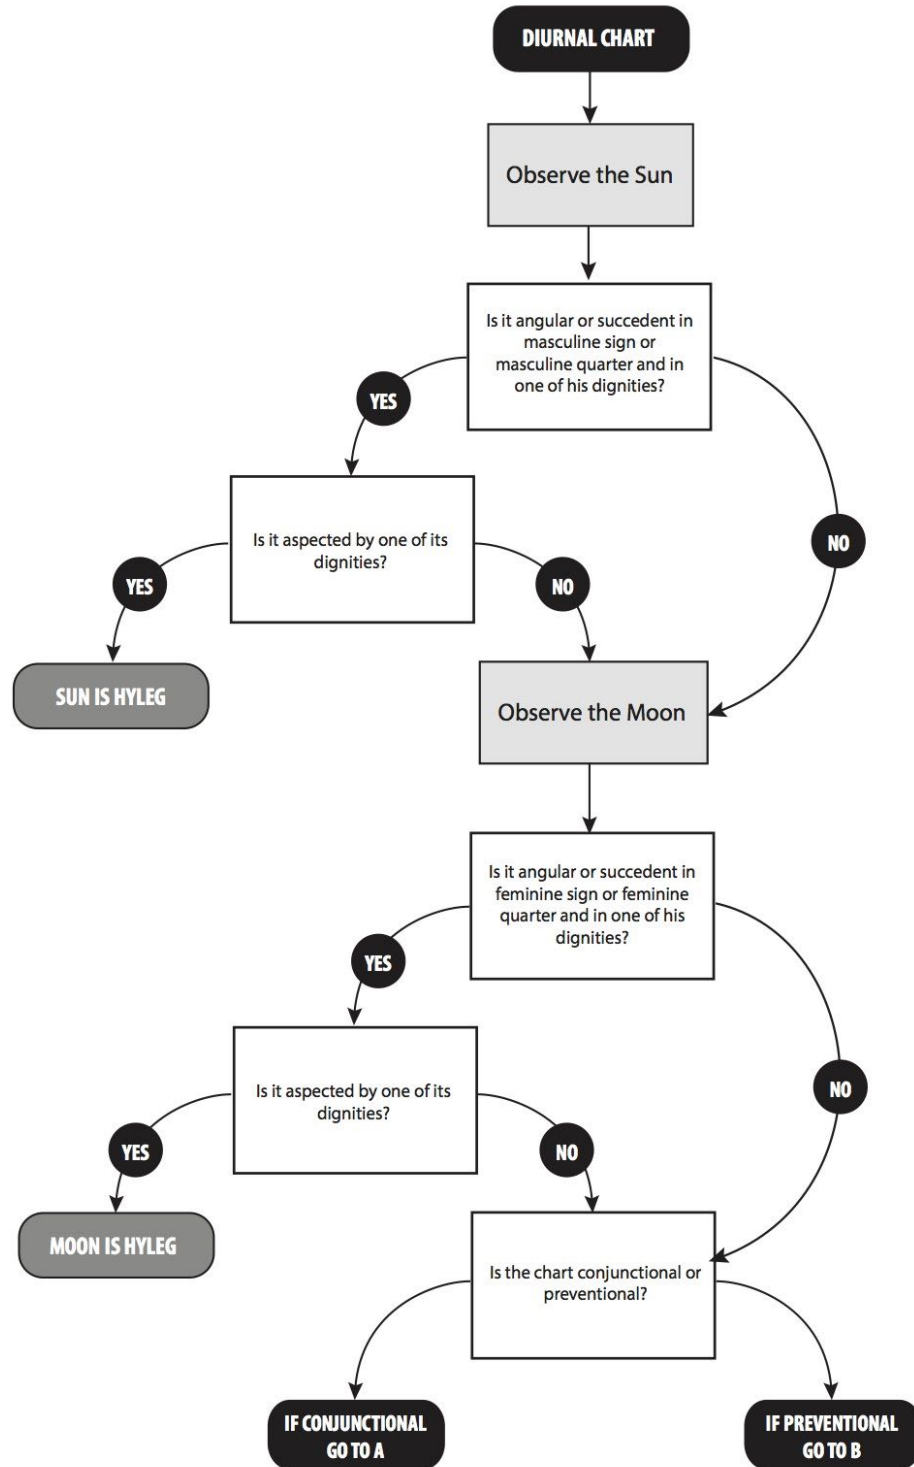 DIURNAL CHART
Observe the Sun
Is it angular or succedent in
masculine sign or
masculine quarter and in
one of his dignities?
YES
NO
Is it aspected by one of its
dignities?
YES
NO
SUN IS HYLEG
Observe the Moon
Is it angular or succedent in
feminine sign or feminine
quarter and in one of his
dignities?
YES
NO
Is it aspected by one of its
dignities?
YES
NO
MOON IS HYLEG
Is the chart conjunctional or
preventional?
IF CONJUNCTIONAL
GO TO A
IF PREVENTIONAL
GO TO B